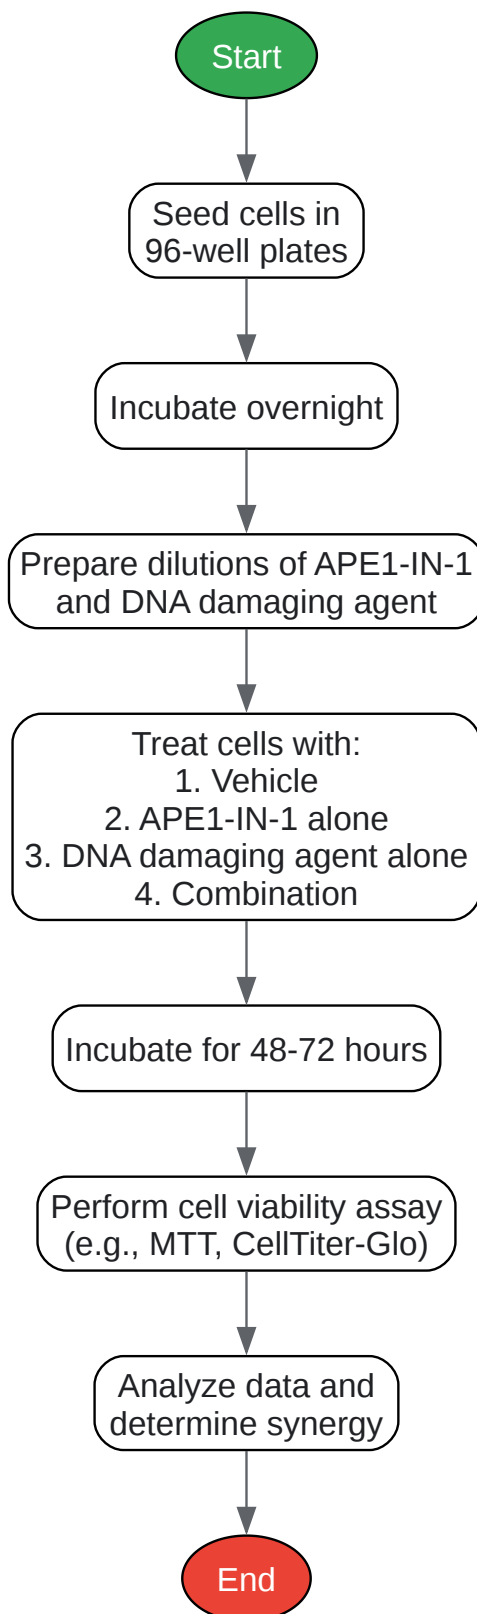 Start
Seed cells in
96-well plates
Incubate overnight
Prepare dilutions of APE1-IN-1
and DNA damaging agent
Treat cells with:
1. Vehicle
2. APE1-IN-1 alone
3. DNA damaging agent alone
4. Combination
Incubate for 48-72 hours
Perform cell viability assay
(e.g., MTT, CellTiter-Glo)
Analyze data and
determine synergy
End